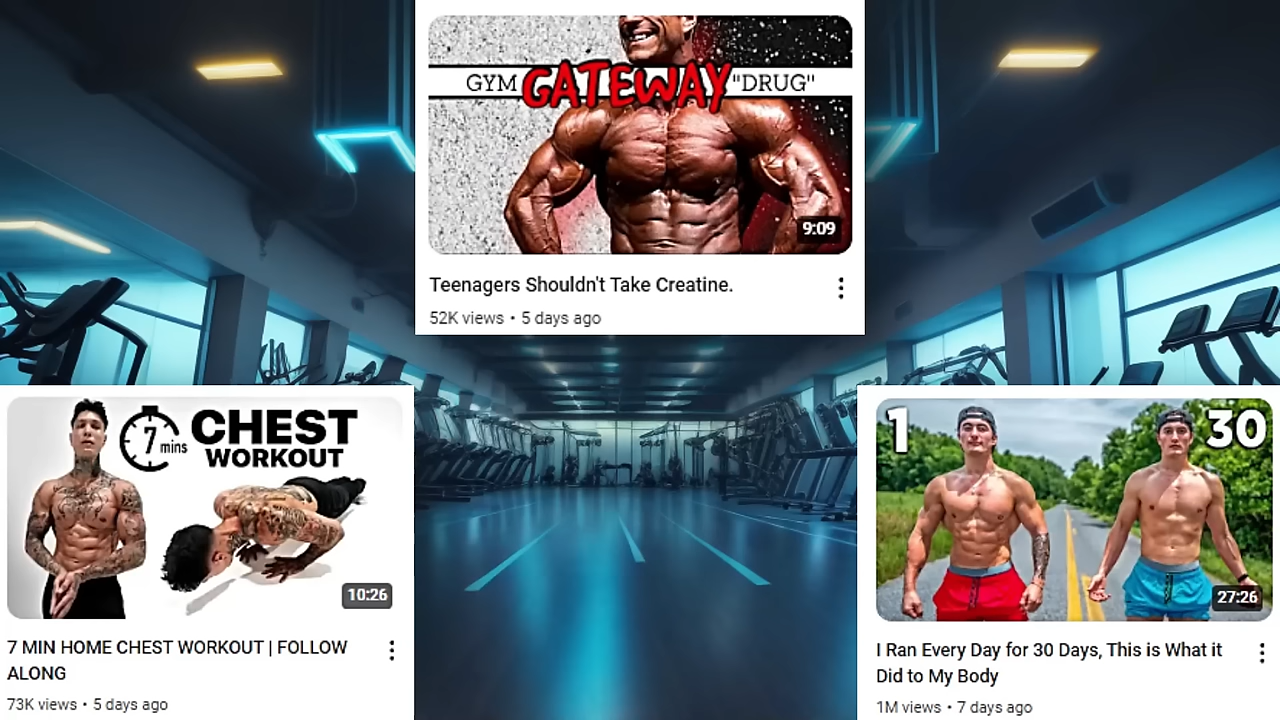 GYM GATEWAY "DRUG"
9:09
Teenagers Shouldn't Take Creatine.
52K views • 5 days ago
7 mins
CHEST
WORKOUT
10:26
7 MIN HOME CHEST WORKOUT | FOLLOW
ALONG
73K views • 5 days ago
1
30
27:26
I Ran Every Day for 30 Days, This is What it
Did to My Body
1M views • 7 days ago